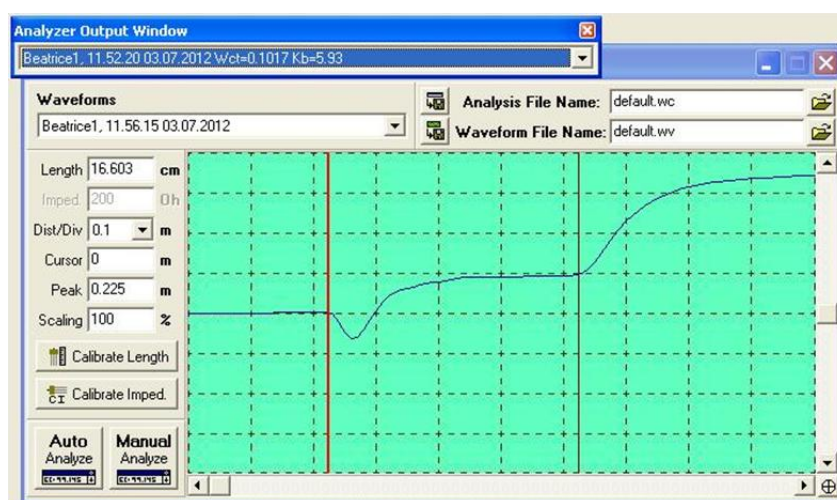 Analyzer Output Window
Beatrice1, 11.52.20 03.07.2012 Wct=0.1017 Kb=5.93
Waveforms
Beatrice1, 11.56.15 03.07.2012
Analysis File Name: default.wc
Waveform File Name: default.wv
Length 16.603 cm
Imped. 200 Oh
Dist/Div 0.1 m
Cursor 0 m
Peak 0.225 m
Scaling 100 %
Calibrate Length
CI Calibrate Imped.
Auto Analyze
Manual Analyze